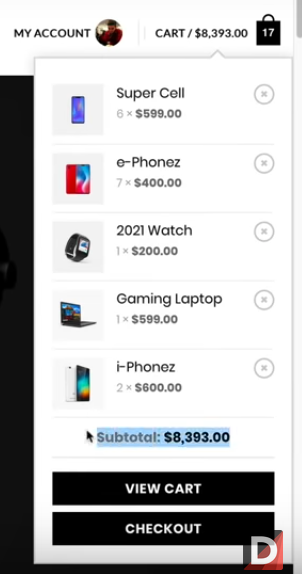 MY ACCOUNT CART / $8,393.00 17
Super Cell
6 × $599.00
e-Phonez
7 × $400.00
2021 Watch
1 × $200.00
Gaming Laptop
1 × $599.00
i-Phonez
2 × $600.00
Subtotal: $8,393.00
VIEW CART
CHECKOUT
D